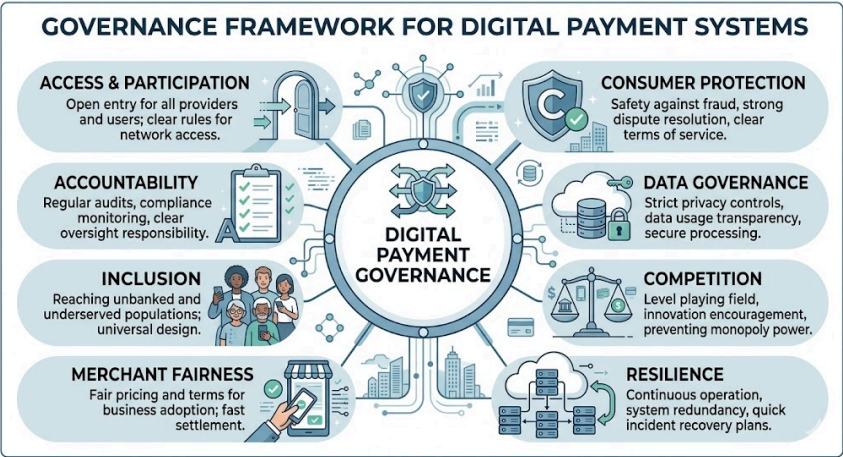 GOVERNANCE FRAMEWORK FOR DIGITAL PAYMENT SYSTEMS
ACCESS & PARTICIPATION
Open entry for all providers
and users; clear rules for
network access.
ACCOUNTABILITY
Regular audits, compliance
monitoring, clear
oversight responsibility.
A
INCLUSION
Reaching unbanked and
underserved populations;
universal design.
MERCHANT FAIRNESS
Fair pricing and terms for
business adoption; fast
settlement.
DIGITAL
PAYMENT
GOVERNANCE
C
CONSUMER PROTECTION
Safety against fraud, strong
dispute resolution, clear
terms of service.
DATA GOVERNANCE
Strict privacy controls,
data usage transparency,
secure processing.
$
$
COMPETITION
Level playing field,
innovation encouragement,
preventing monopoly power.
RESILIENCE
Continuous operation,
system redundancy, quick
incident recovery plans.